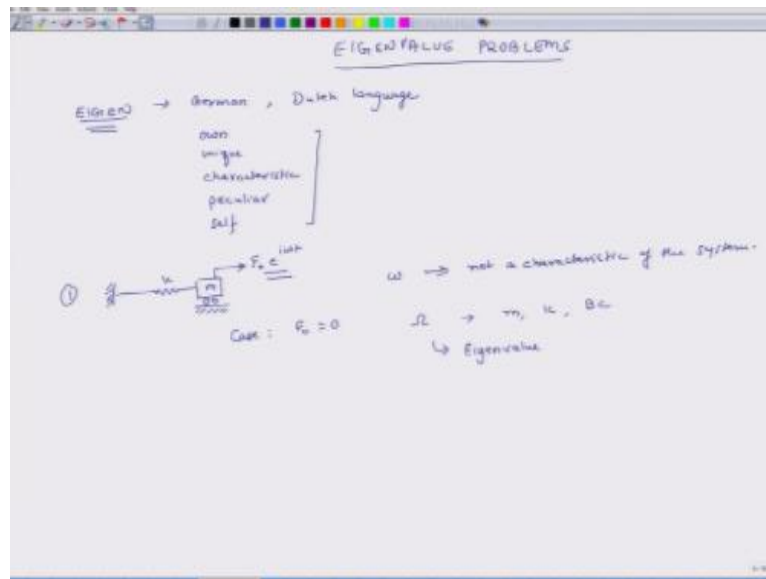 EIGENVALUE PROBLEMS
EIGEN → German, Dutch language
own
unique
characteristic
peculiar
self
① k m F₀ e^{iωt}
ω → not a characteristic of the system.
Case: F₀ = 0 Ω → m, k, BC
↳ Eigenvalue